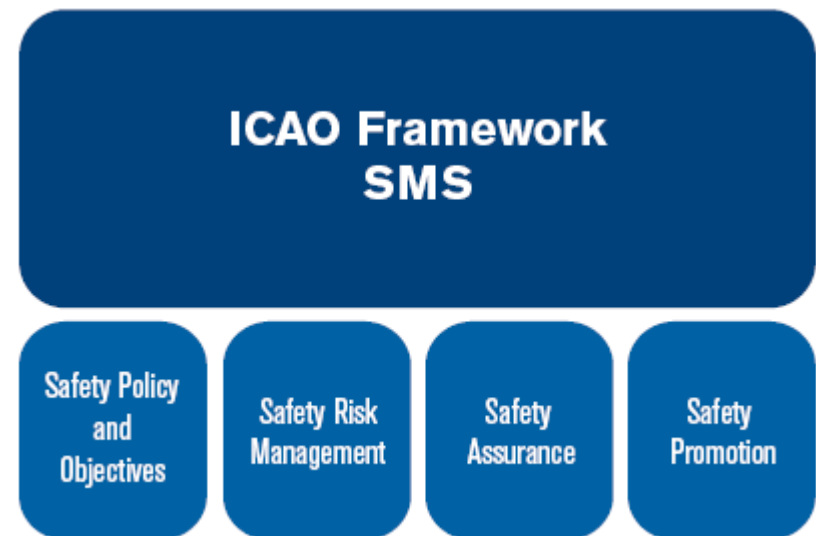 ICAO Framework
SMS
Safety Policy
and
Objectives
Safety Risk
Management
Safety
Assurance
Safety
Promotion